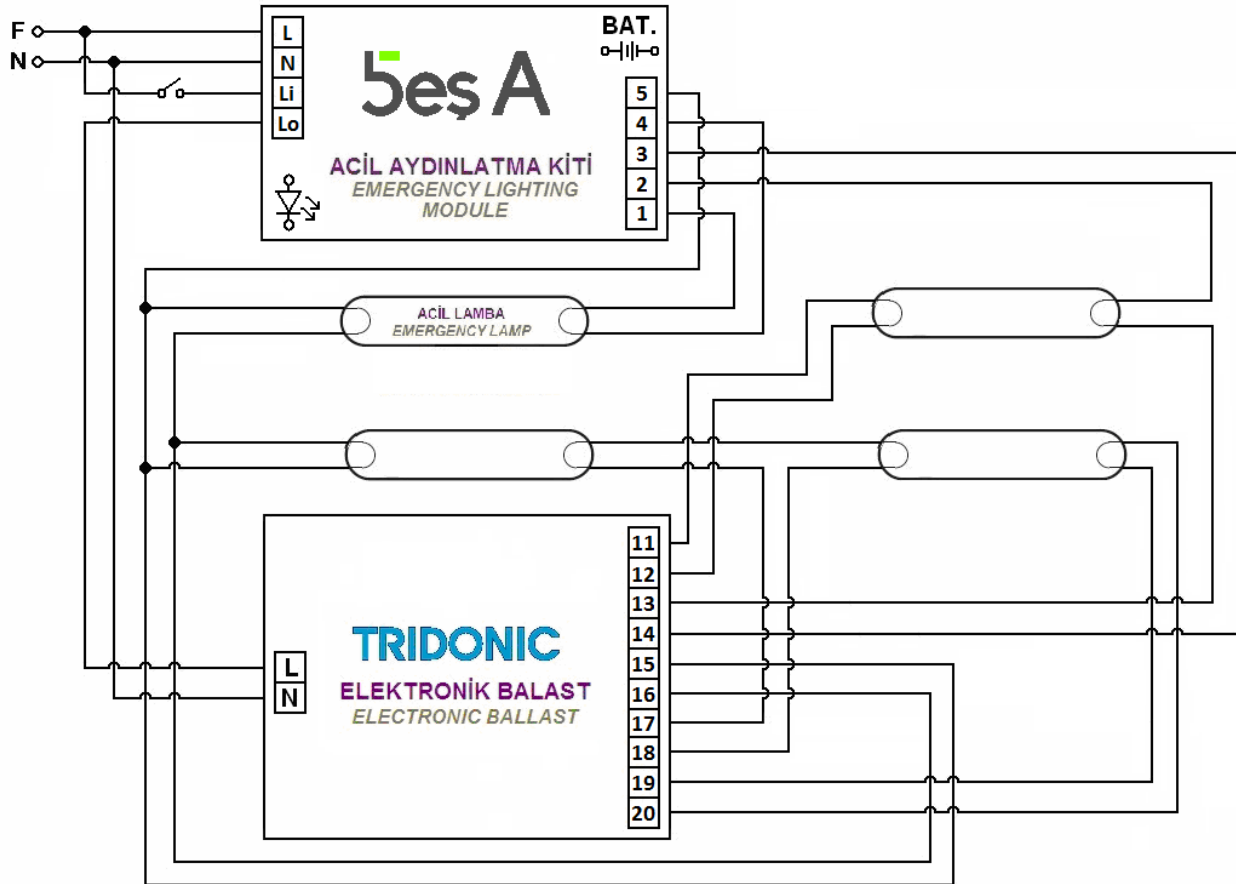 F
N
L
N
Li
Lo
beş A
BAT.
5
4
3
2
1
ACİL AYDINLATMA KİTİ
EMERGENCY LIGHTING
MODULE
ACİL LAMBA
EMERGENCY LAMP
11
12
13
14
15
16
17
18
19
20
L
N
TRIDONIC
ELEKTRONİK BALAST
ELECTRONIC BALLAST